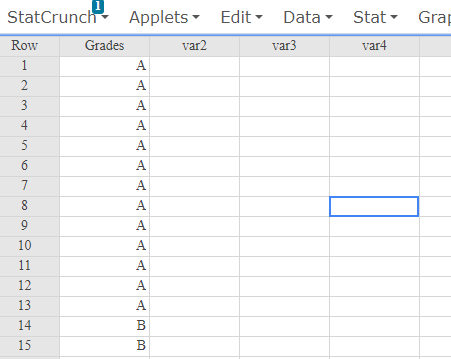 StatCrunch 1 Applets Edit Data Stat Grap
Row Grades var2 var3 var4
1 A
2 A
3 A
4 A
5 A
6 A
7 A
8 A
9 A
10 A
11 A
12 A
13 A
14 B
15 B